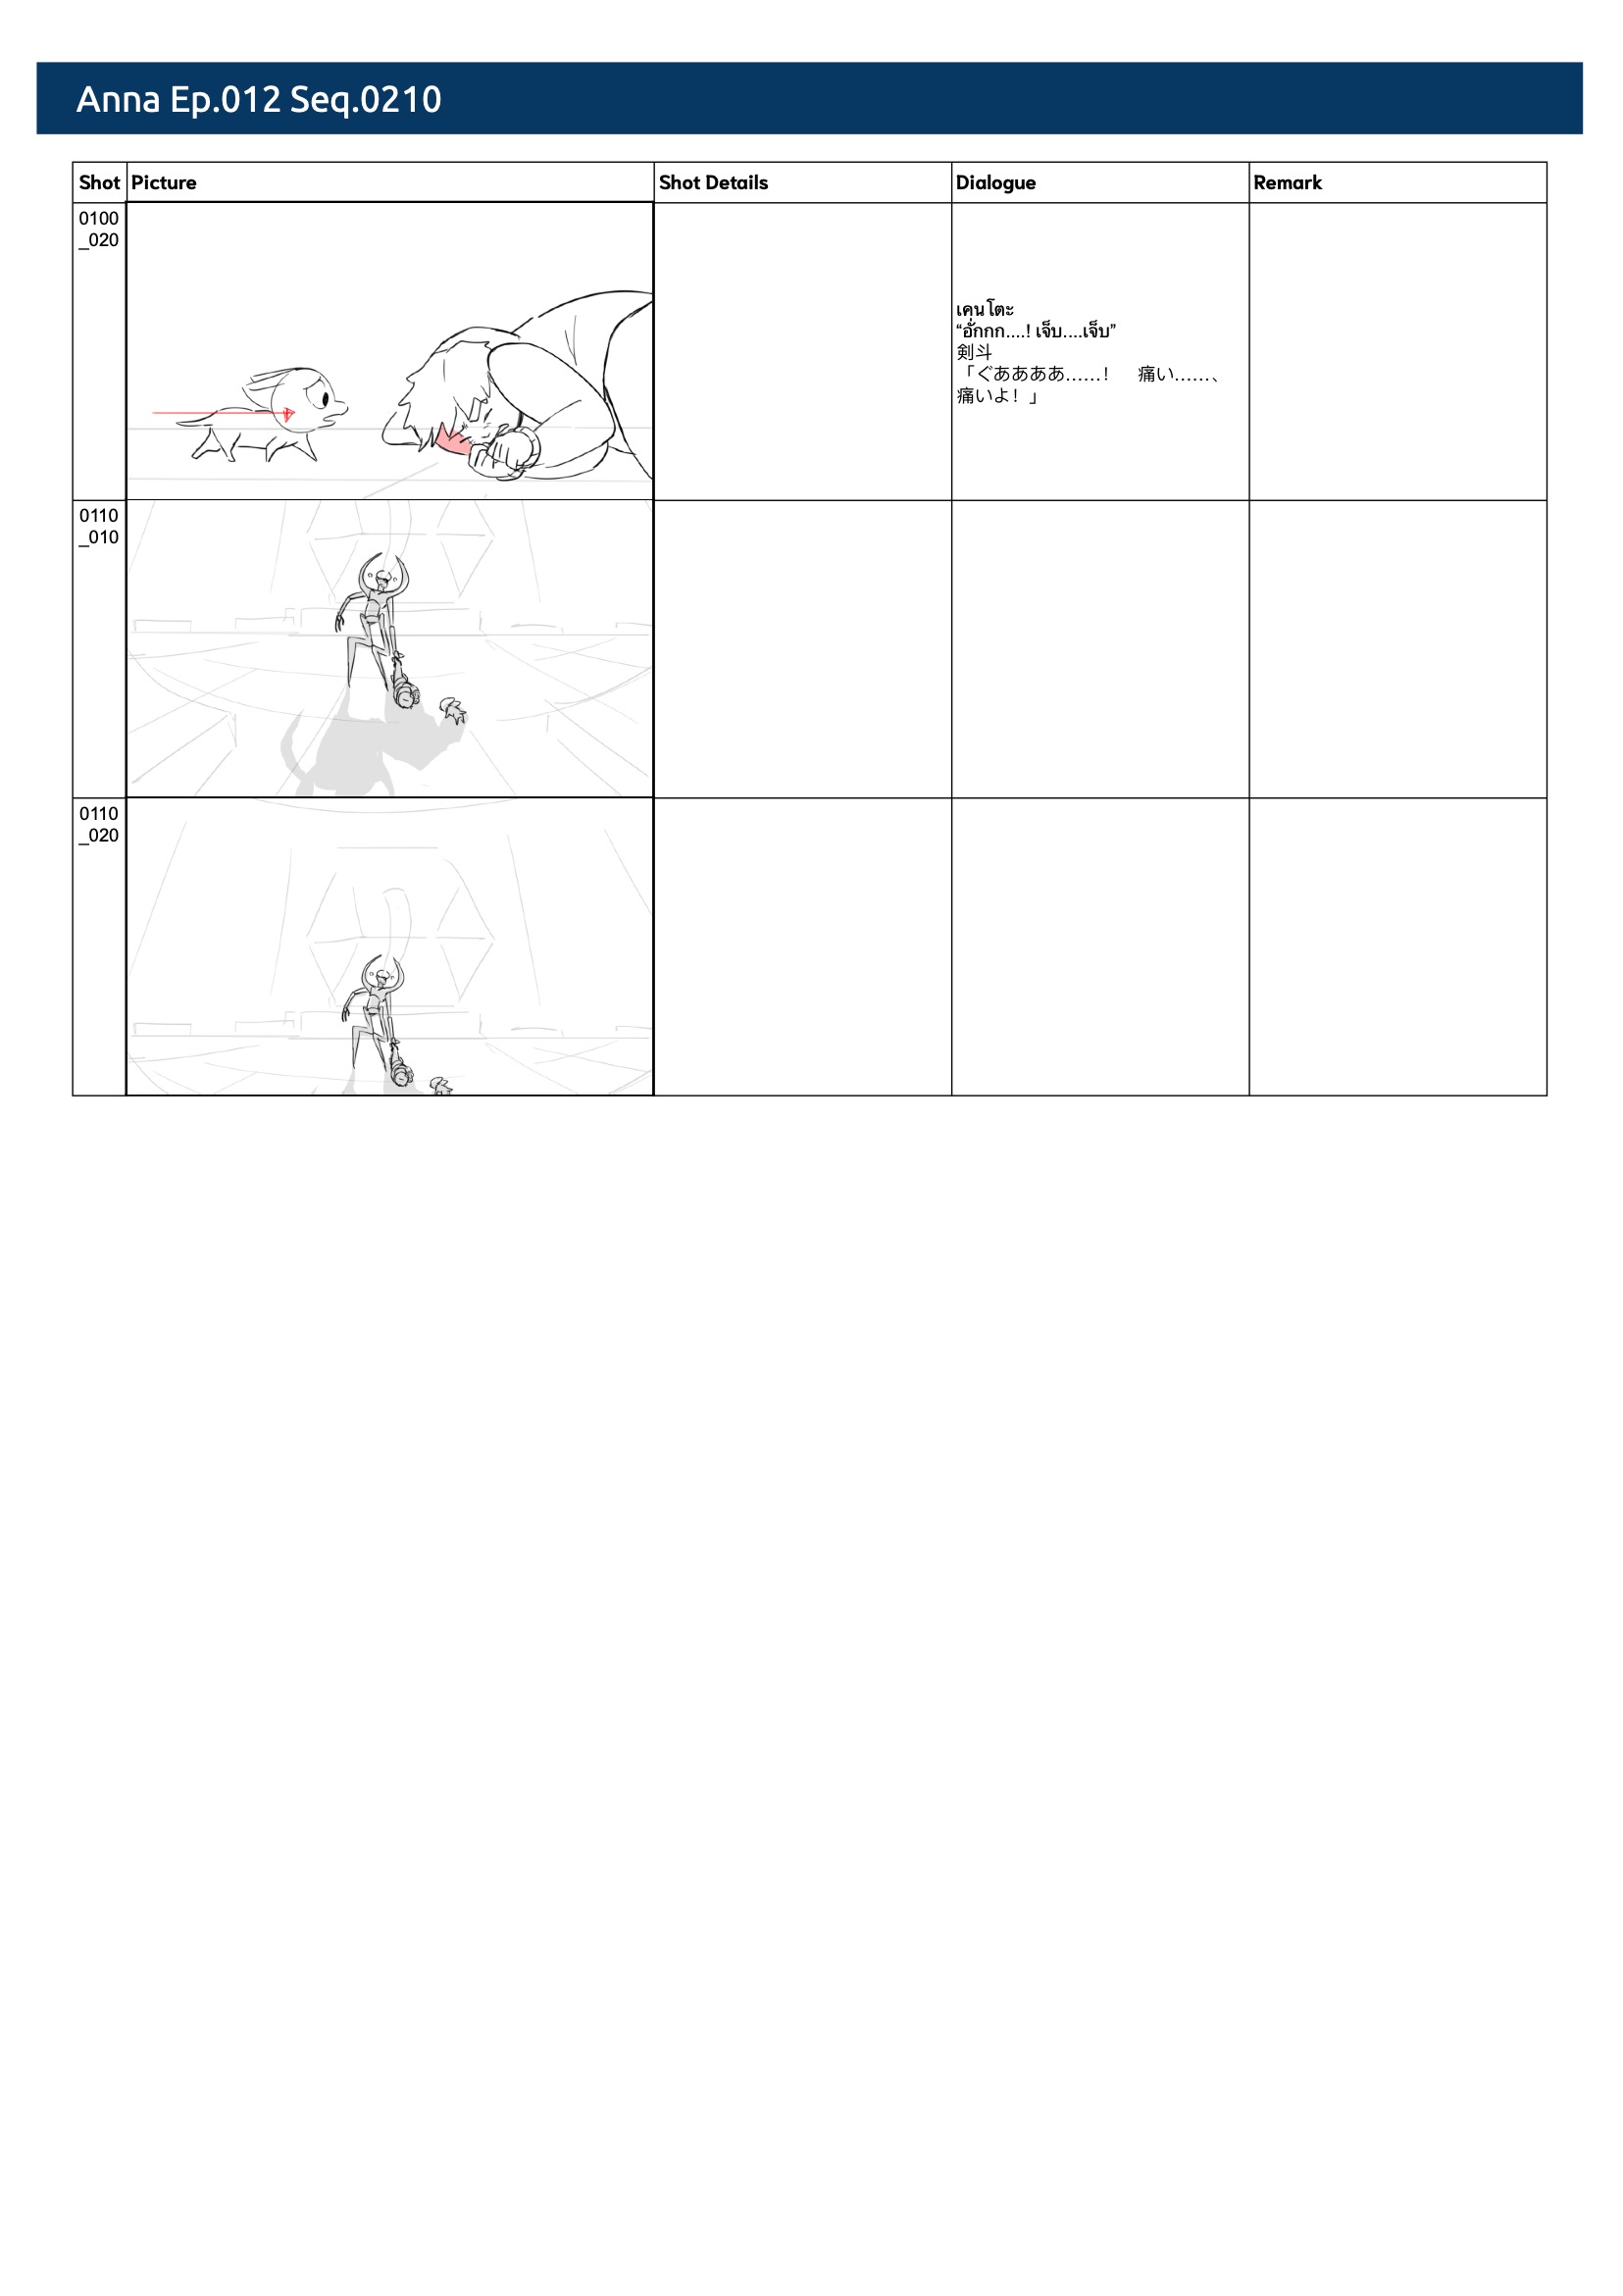 Anna Ep.012 Seq.0210
Shot Picture Shot Details Dialogue Remark
0100
_020
เคนโตะ
“อั่กกก....! เจ็บ....เจ็บ”
剣斗
「ぐああああ……！　痛い……、
痛いよ！」
0110
_010
0110
_020